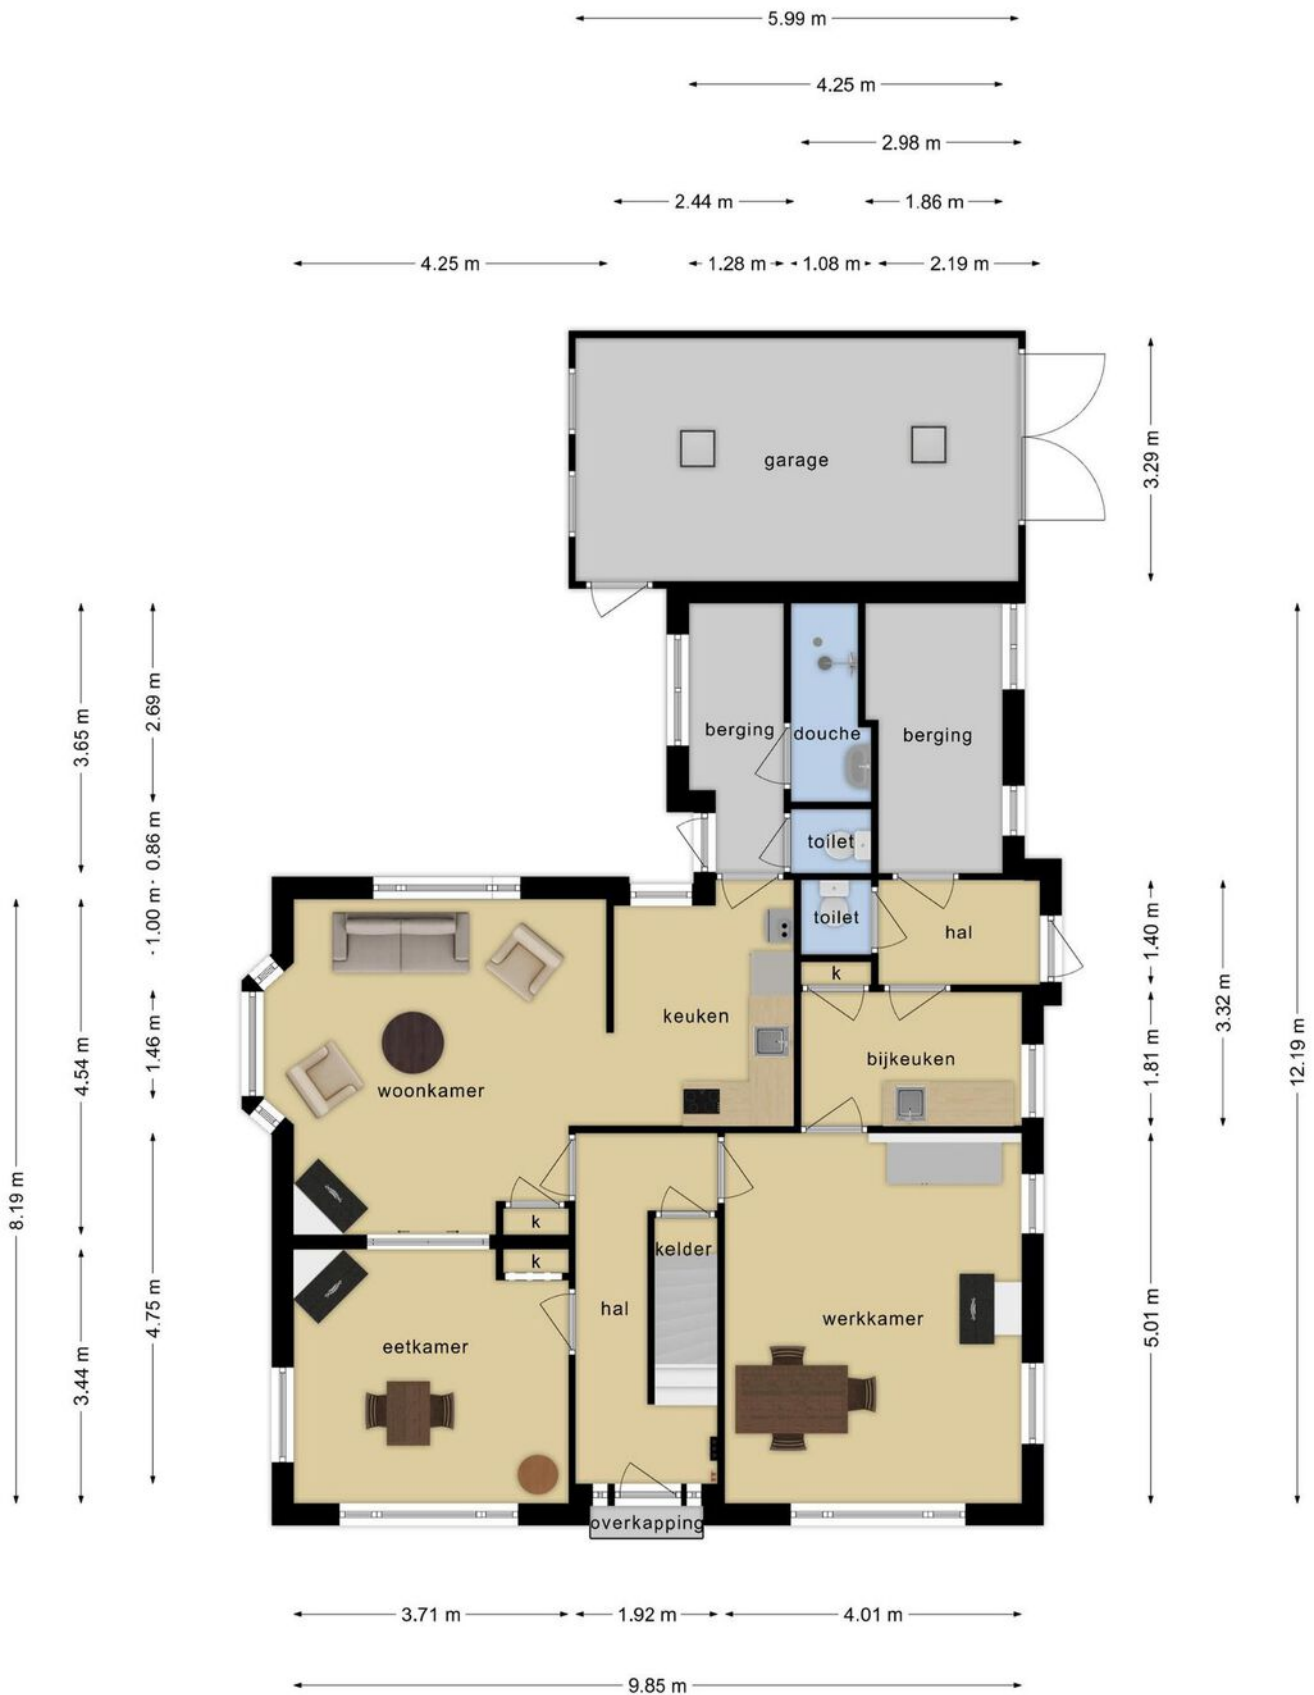 5.99 m
4.25 m
2.98 m
2.44 m
1.86 m
4.25 m
1.28 m
1.08 m
2.19 m
garage
3.29 m
3.65 m
2.69 m
berging
douche
berging
0.86 m
toilet
1.00 m
toilet
hal
1.40 m
k
3.32 m
keuken
12.19 m
4.54 m
1.46 m
woonkamer
bijkeuken
1.81 m
8.19 m
k
k
kelder
4.75 m
hal
werkkamer
5.01 m
eetkamer
3.44 m
overkapping
3.71 m
1.92 m
4.01 m
9.85 m